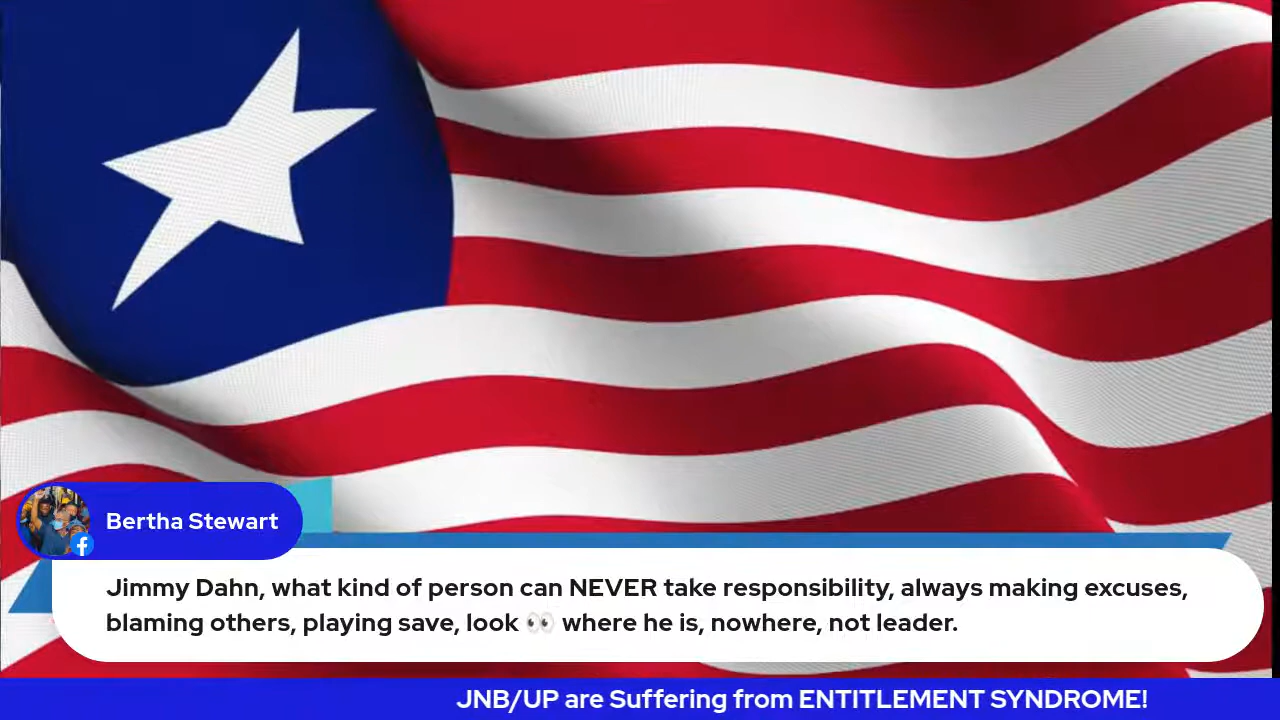 Bertha Stewart
Jimmy Dahn, what kind of person can NEVER take responsibility, always making excuses,
blaming others, playing save, look 👀 where he is, nowhere, not leader.
JNB/UP are Suffering from ENTITLEMENT SYNDROME!